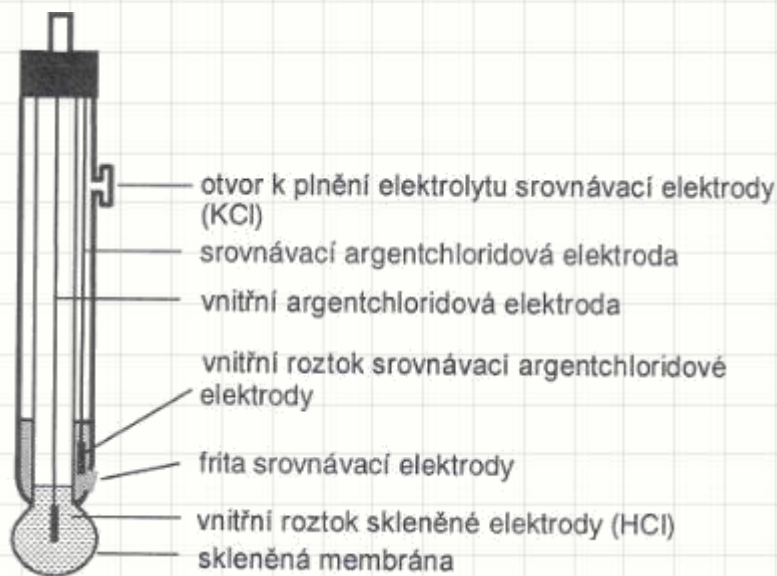 otvor k plnění elektrolytu srovnávací elektrody
(KCl)
srovnávací argentchloridová elektroda
vnitřní argentchloridová elektroda
vnitřní roztok srovnávací argentchloridové
elektrody
frita srovnávací elektrody
vnitřní roztok skleněné elektrody (HCl)
skleněná membrána